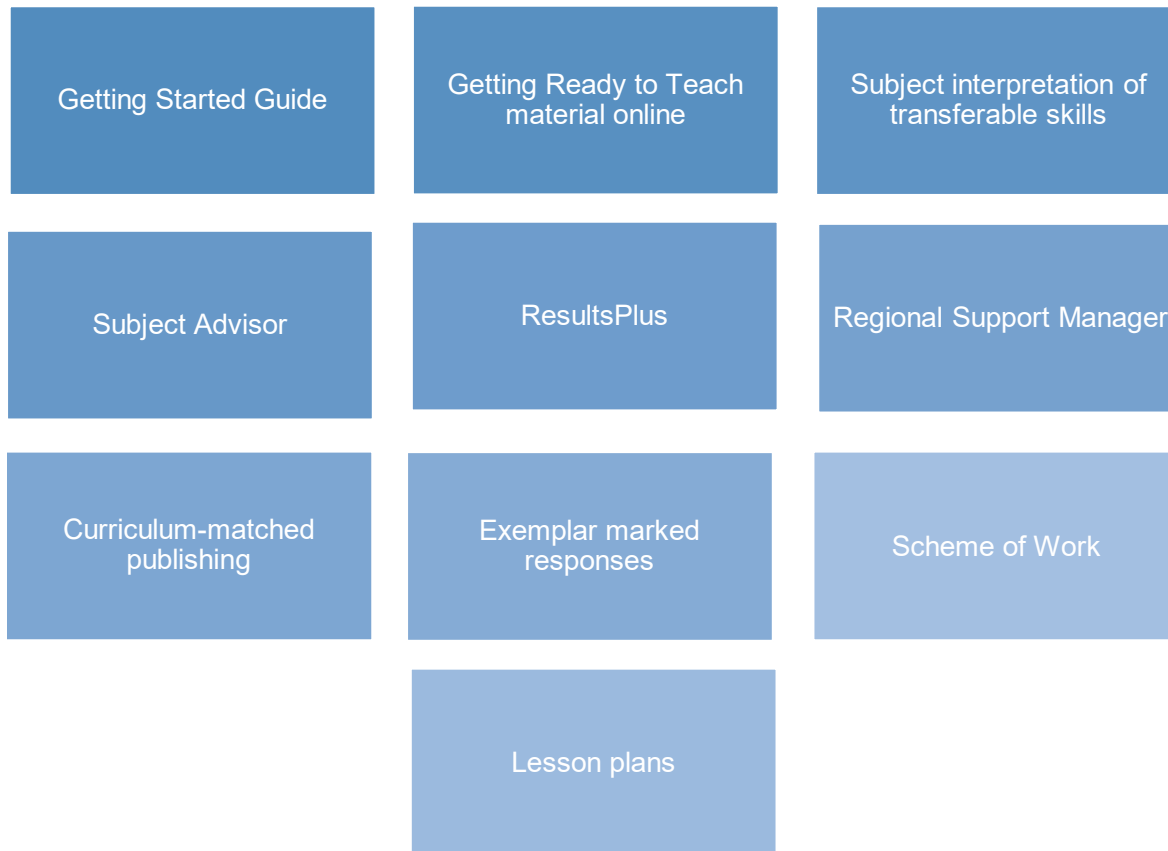 Getting Started Guide
Getting Ready to Teach
material online
Subject interpretation of
transferable skills
Subject Advisor
ResultsPlus
Regional Support Manager
Curriculum-matched
publishing
Exemplar marked
responses
Scheme of Work
Lesson plans